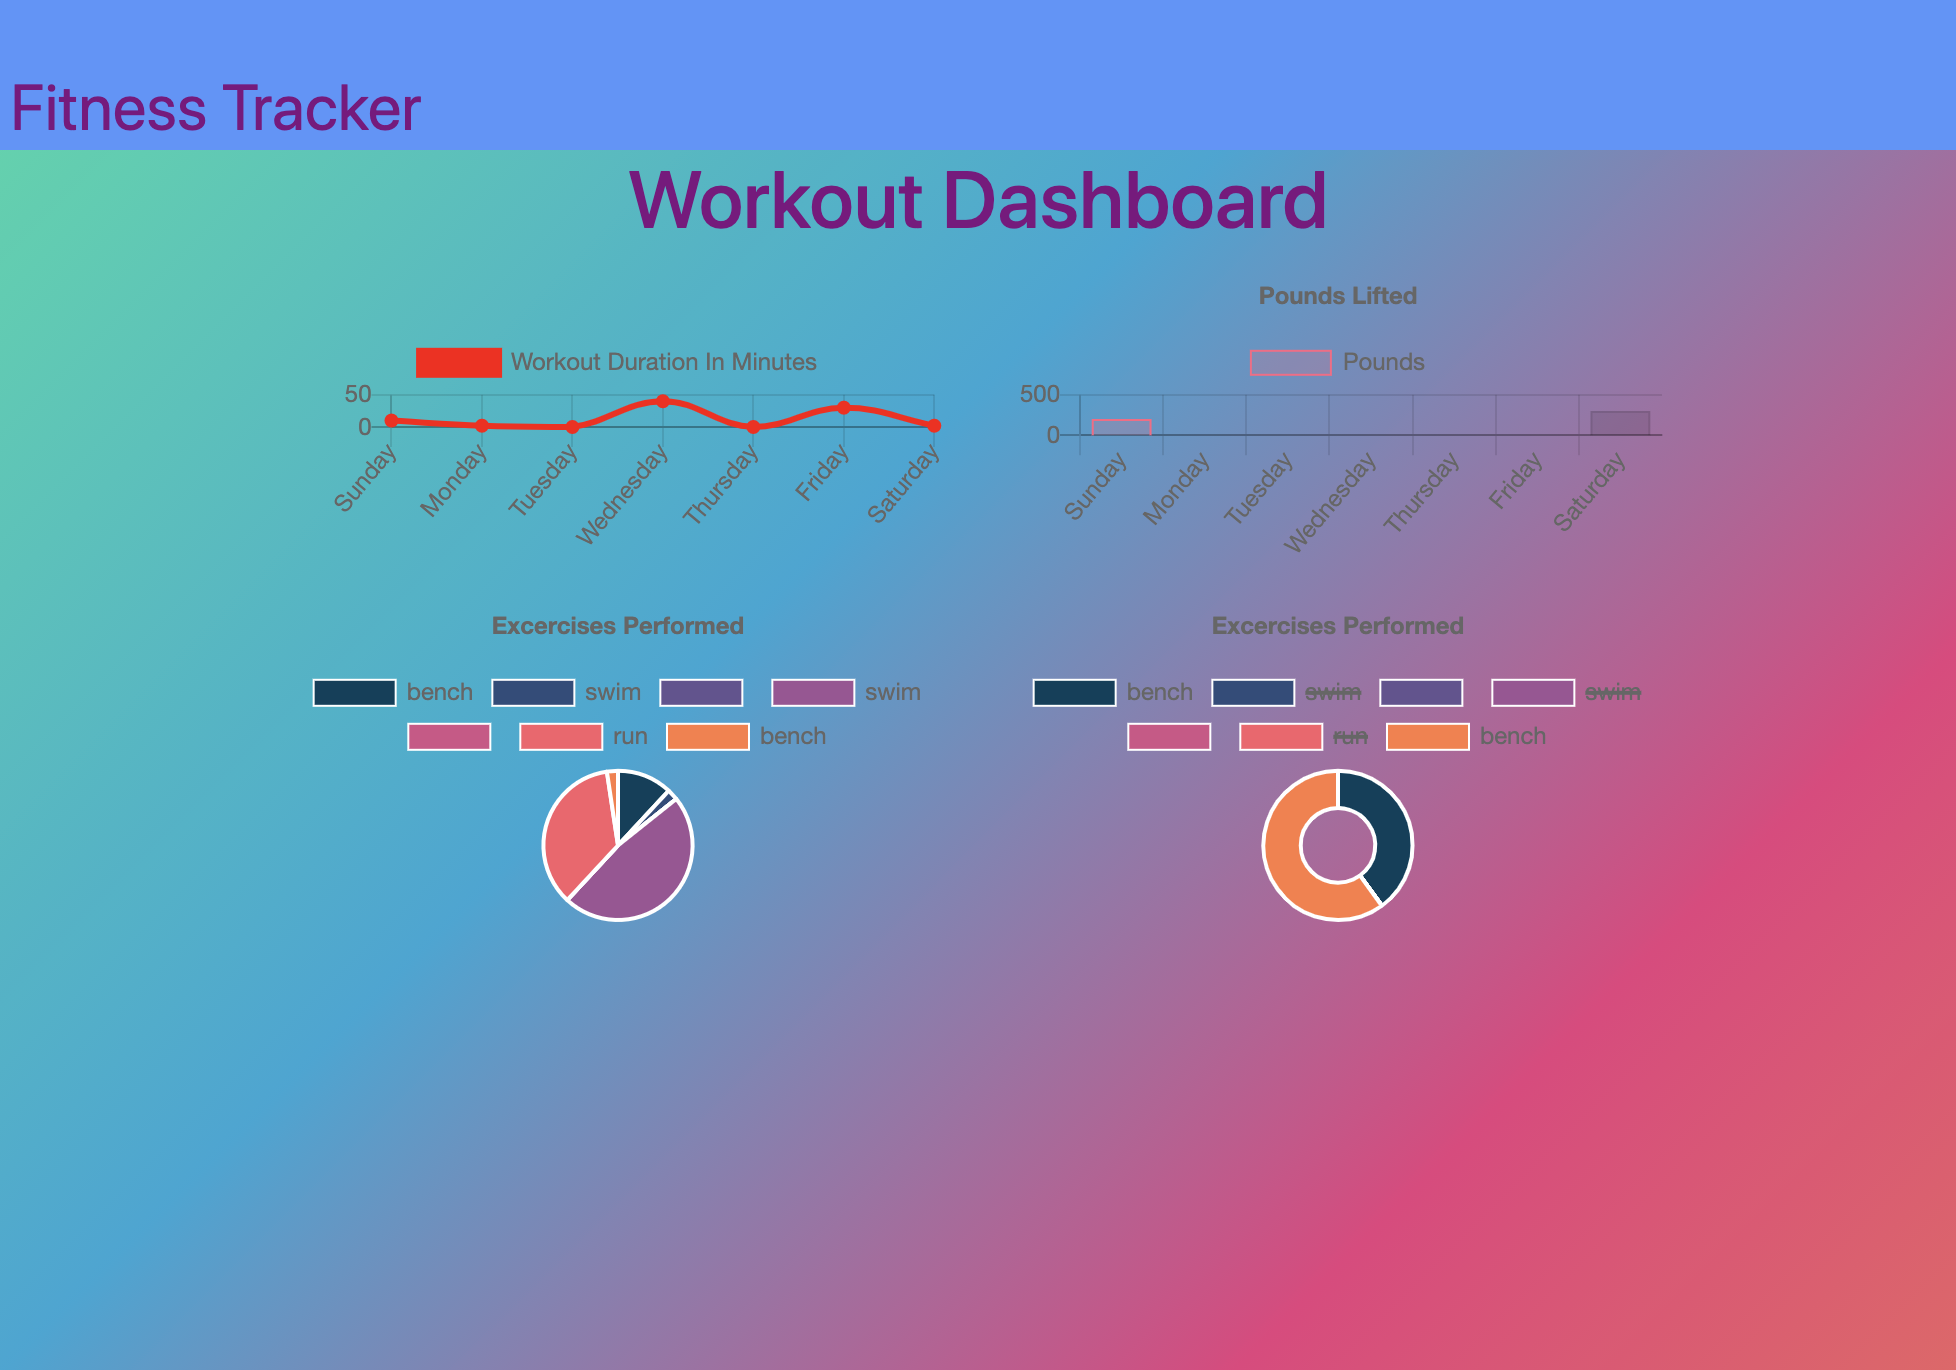 Fitness Tracker
Workout Dashboard
Workout Duration In Minutes
50
0
Sunday
Monday
Tuesday
Wednesday
Thursday
Friday
Saturday
Pounds Lifted
Pounds
500
0
Sunday
Monday
Tuesday
Wednesday
Thursday
Friday
Saturday
Excercises Performed
bench swim swim
run bench
Excercises Performed
bench swim swim
run bench